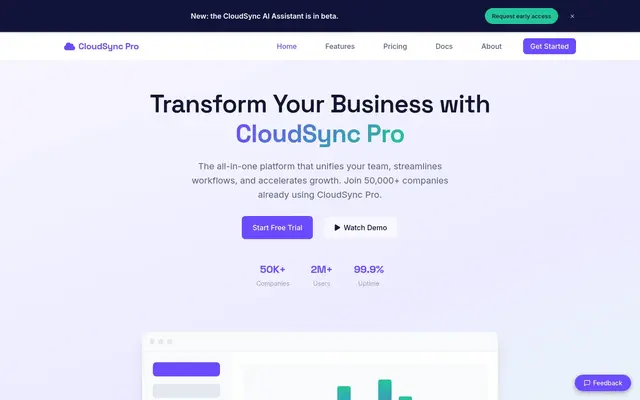 New: the CloudSync AI Assistant is in beta.
Request early access
×
CloudSync Pro
Home
Features
Pricing
Docs
About
Get Started
Transform Your Business with
CloudSync Pro
The all-in-one platform that unifies your team, streamlines
workflows, and accelerates growth. Join 50,000+ companies
already using CloudSync Pro.
Start Free Trial
Watch Demo
50K+
2M+
99.9%
Companies
Users
Uptime
Feedback